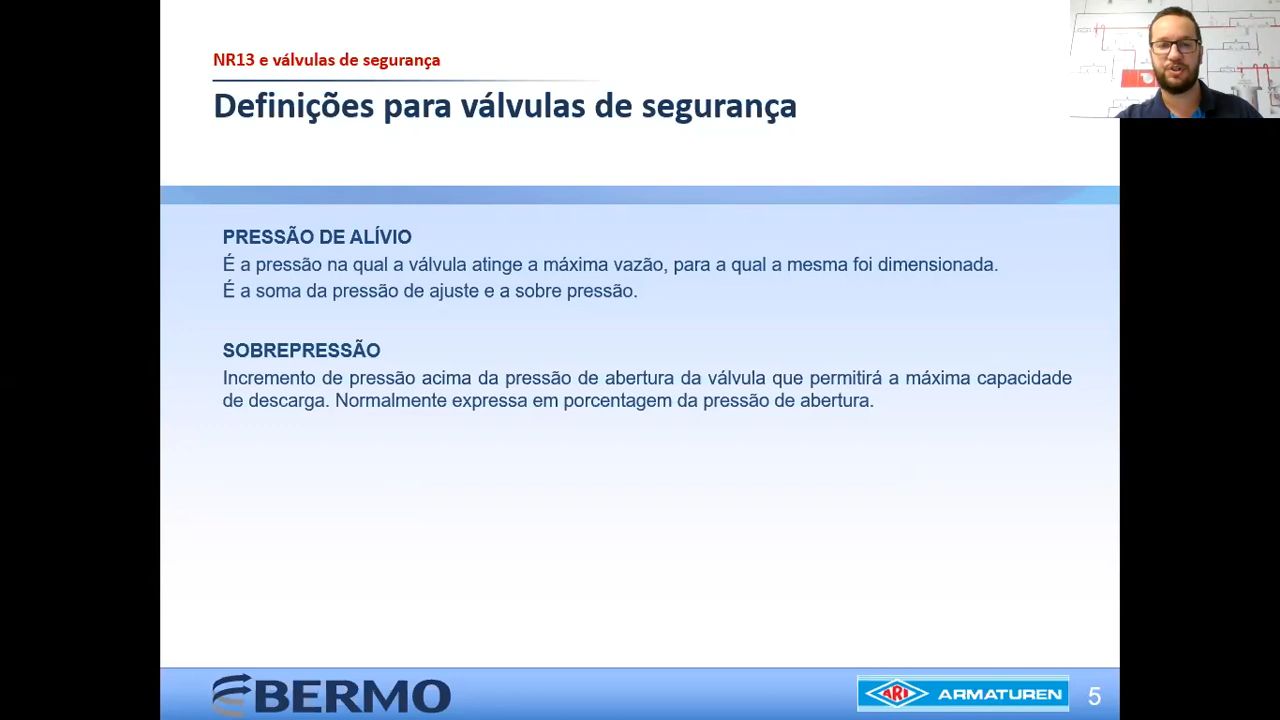 NR13 e válvulas de segurança
Definições para válvulas de segurança
PRESSÃO DE ALÍVIO
É a pressão na qual a válvula atinge a máxima vazão, para a qual a mesma foi dimensionada.
É a soma da pressão de ajuste e a sobre pressão.
SOBREPRESSÃO
Incremento de pressão acima da pressão de abertura da válvula que permitirá a máxima capacidade
de descarga. Normalmente expressa em porcentagem da pressão de abertura.
BERMO
ARI ARMATUREN
5